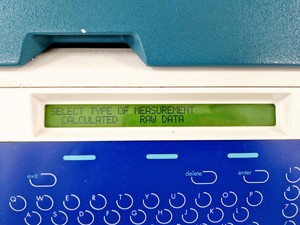 SELECT TYPE OF MEASUREMENT
CALCULATED RAW DATA
exit
delete
enter
Q W E R T Y U I O P
A S D F G H J K L